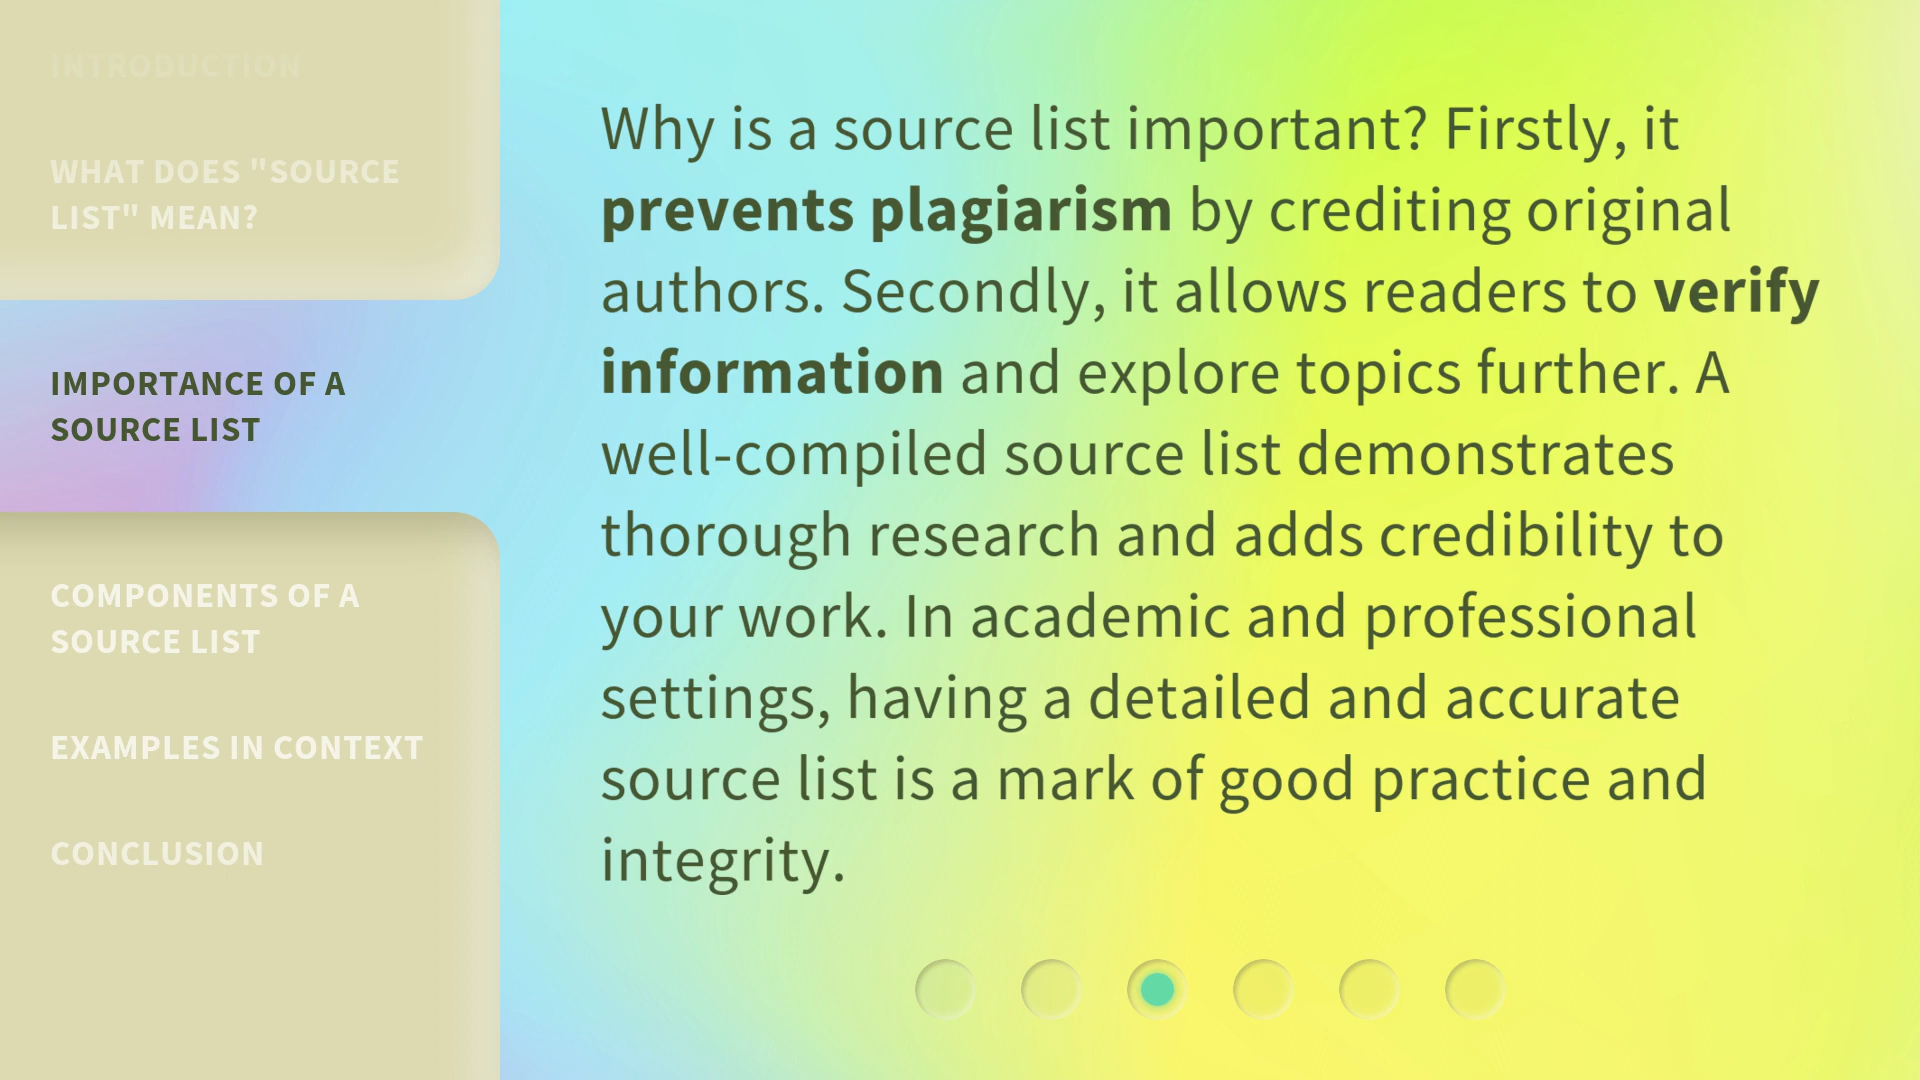 INTRODUCTION
WHAT DOES "SOURCE
LIST" MEAN?
IMPORTANCE OF A
SOURCE LIST
COMPONENTS OF A
SOURCE LIST
EXAMPLES IN CONTEXT
CONCLUSION
Why is a source list important? Firstly, it
prevents plagiarism by crediting original
authors. Secondly, it allows readers to verify
information and explore topics further. A
well-compiled source list demonstrates
thorough research and adds credibility to
your work. In academic and professional
settings, having a detailed and accurate
source list is a mark of good practice and
integrity.